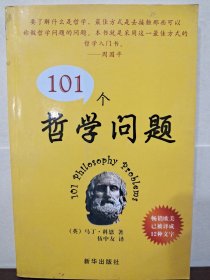 要了解什么是哲学，最佳方式是去接触那些可以
称做哲学问题的问题，本书就是采用这一最佳方式的
哲学入门书。
——周国平
101
个
哲学问题
101 Philosophy Problems
（英）马丁·科恩 著
伍中友 译
畅销欧美
已被译成
12种文字
新华出版社